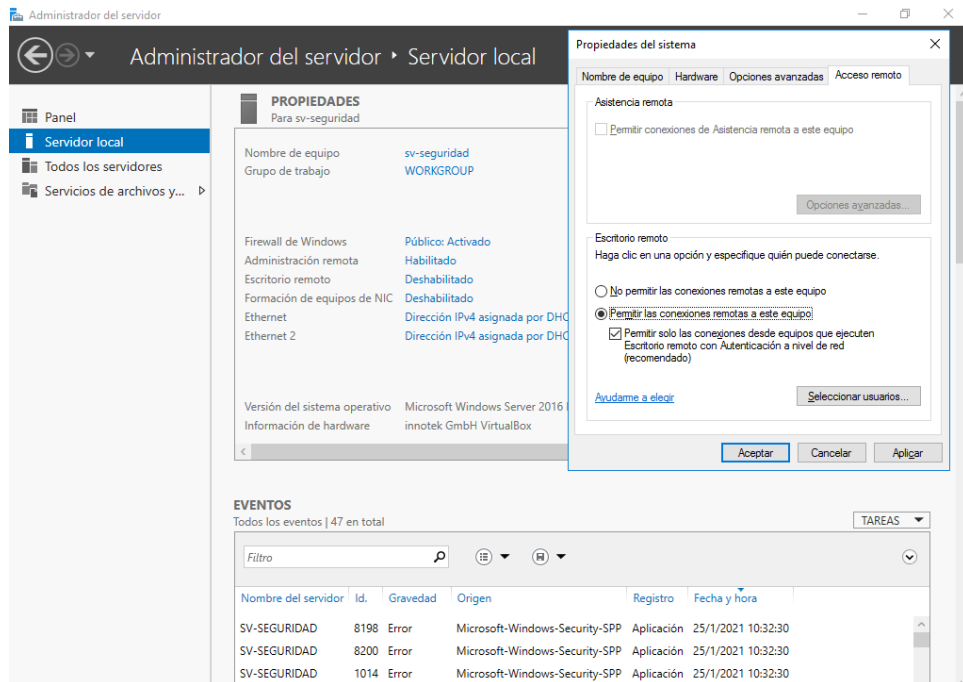 Administrador del servidor
Administrador del servidor • Servidor local
Panel
Servidor local
Todos los servidores
Servicios de archivos y...
PROPIEDADES
Para sv-seguridad
Nombre de equipo sv-seguridad
Grupo de trabajo WORKGROUP
Firewall de Windows Público: Activado
Administración remota Habilitado
Escritorio remoto Deshabilitado
Formación de equipos de NIC Deshabilitado
Ethernet Dirección IPv4 asignada por DHC
Ethernet 2 Dirección IPv4 asignada por DHC
Versión del sistema operativo Microsoft Windows Server 2016
Información de hardware innotek GmbH VirtualBox
Propiedades del sistema
Nombre de equipo Hardware Opciones avanzadas Acceso remoto
Asistencia remota
Permitir conexiones de Asistencia remota a este equipo
Opciones avanzadas...
Escritorio remoto
Haga clic en una opción y especifique quién puede conectarse.
No permitir las conexiones remotas a este equipo
Permitir las conexiones remotas a este equipo
Permitir solo las conexiones desde equipos que ejecuten
Escritorio remoto con Autenticación a nivel de red
(recomendado)
Ayudarme a elegir
Seleccionar usuarios...
Aceptar Cancelar Aplicar
EVENTOS
Todos los eventos | 47 en total
TAREAS
Filtro
Nombre del servidor Id. Gravedad Origen Registro Fecha y hora
SV-SEGURIDAD 8198 Error Microsoft-Windows-Security-SPP Aplicación 25/1/2021 10:32:30
SV-SEGURIDAD 8200 Error Microsoft-Windows-Security-SPP Aplicación 25/1/2021 10:32:30
SV-SEGURIDAD 1014 Error Microsoft-Windows-Security-SPP Aplicación 25/1/2021 10:32:30